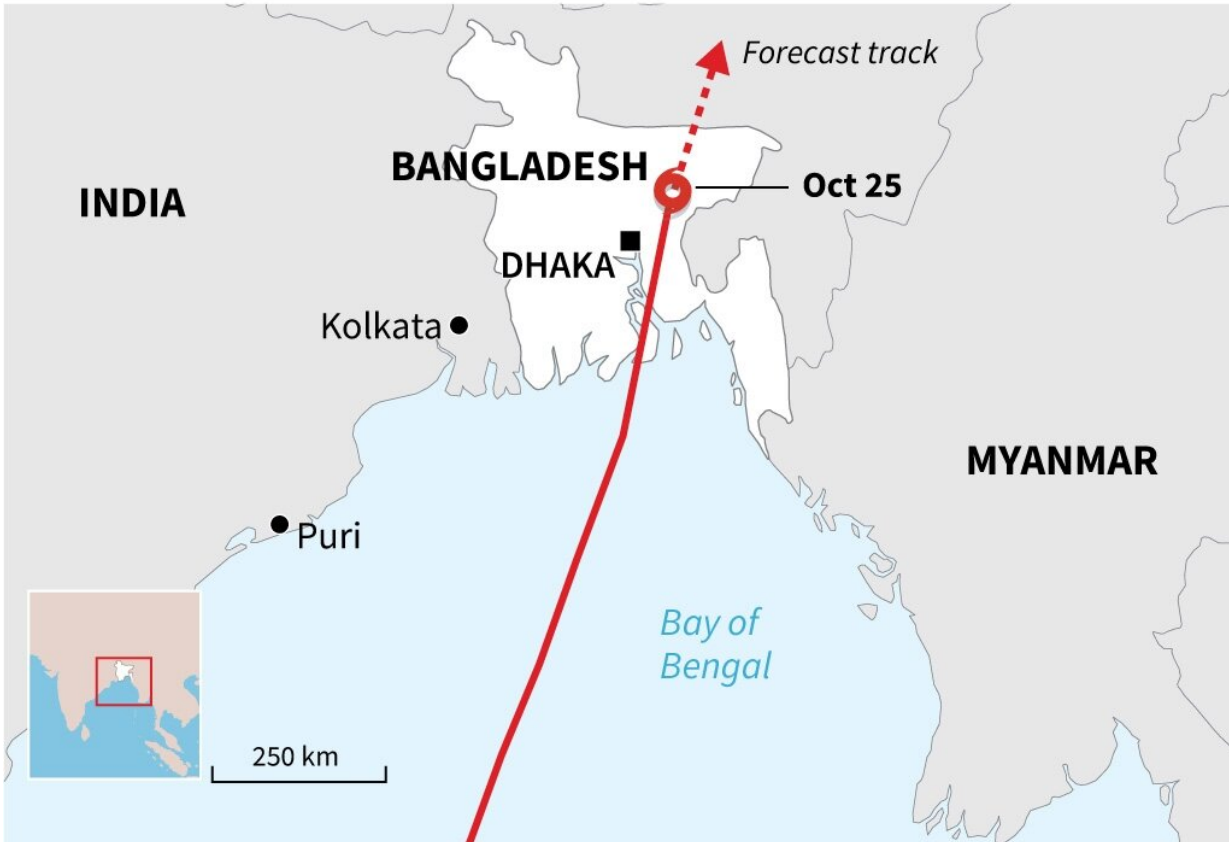 Forecast track
BANGLADESH
INDIA
Oct 25
DHAKA
Kolkata
MYANMAR
Puri
Bay of
Bengal
250 km